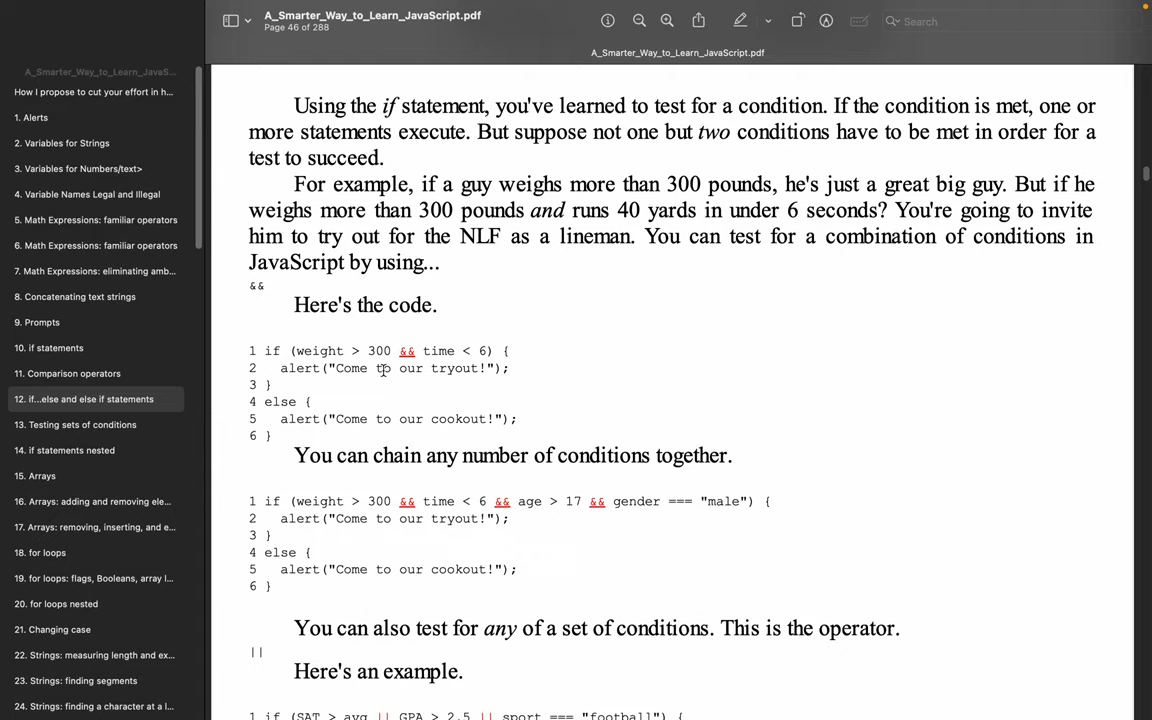 A_Smarter_Way_to_Learn_JavaScript.pdf
Page 46 of 288
Search
A_Smarter_Way_to_Learn_JavaScript.pdf
A_Smarter_Way_to_Learn_JavaS...
How I propose to cut your effort in h...
1. Alerts
2. Variables for Strings
3. Variables for Numbers/text>
4. Variable Names Legal and Illegal
5. Math Expressions: familiar operators
6. Math Expressions: familiar operators
7. Math Expressions: eliminating amb...
8. Concatenating text strings
9. Prompts
10. if statements
11. Comparison operators
12. if...else and else if statements
13. Testing sets of conditions
14. if statements nested
15. Arrays
16. Arrays: adding and removing ele...
17. Arrays: removing, inserting, and e...
18. for loops
19. for loops: flags, Booleans, array l...
20. for loops nested
21. Changing case
22. Strings: measuring length and ex...
23. Strings: finding segments
24. Strings: finding a character at a l...
Using the if statement, you've learned to test for a condition. If the condition is met, one or
more statements execute. But suppose not one but two conditions have to be met in order for a
test to succeed.
For example, if a guy weighs more than 300 pounds, he's just a great big guy. But if he
weighs more than 300 pounds and runs 40 yards in under 6 seconds? You're going to invite
him to try out for the NLF as a lineman. You can test for a combination of conditions in
JavaScript by using...
&&
Here's the code.
1 if (weight > 300 && time < 6) {
2   alert("Come to our tryout!");
3 }
4 else {
5   alert("Come to our cookout!");
6 }
You can chain any number of conditions together.
1 if (weight > 300 && time < 6 && age > 17 && gender === "male") {
2   alert("Come to our tryout!");
3 }
4 else {
5   alert("Come to our cookout!");
6 }
You can also test for any of a set of conditions. This is the operator.
||
Here's an example.
1 if (SAT > avg || GPA > 2.5 || sport === "football") {